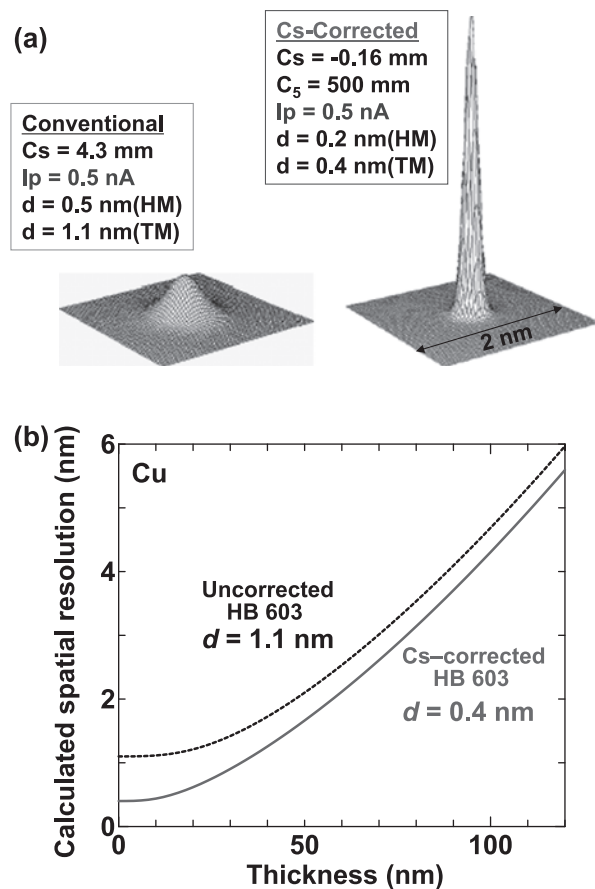 (a)
Conventional
Cs = 4.3 mm
Ip = 0.5 nA
d = 0.5 nm(HM)
d = 1.1 nm(TM)
Cs-Corrected
Cs = -0.16 mm
C₅ = 500 mm
Ip = 0.5 nA
d = 0.2 nm(HM)
d = 0.4 nm(TM)
2 nm
(b)
Calculated spatial resolution (nm)
6
4
2
0
Cu
Uncorrected
HB 603
d = 1.1 nm
Cs–corrected
HB 603
d = 0.4 nm
0 50 100
Thickness (nm)